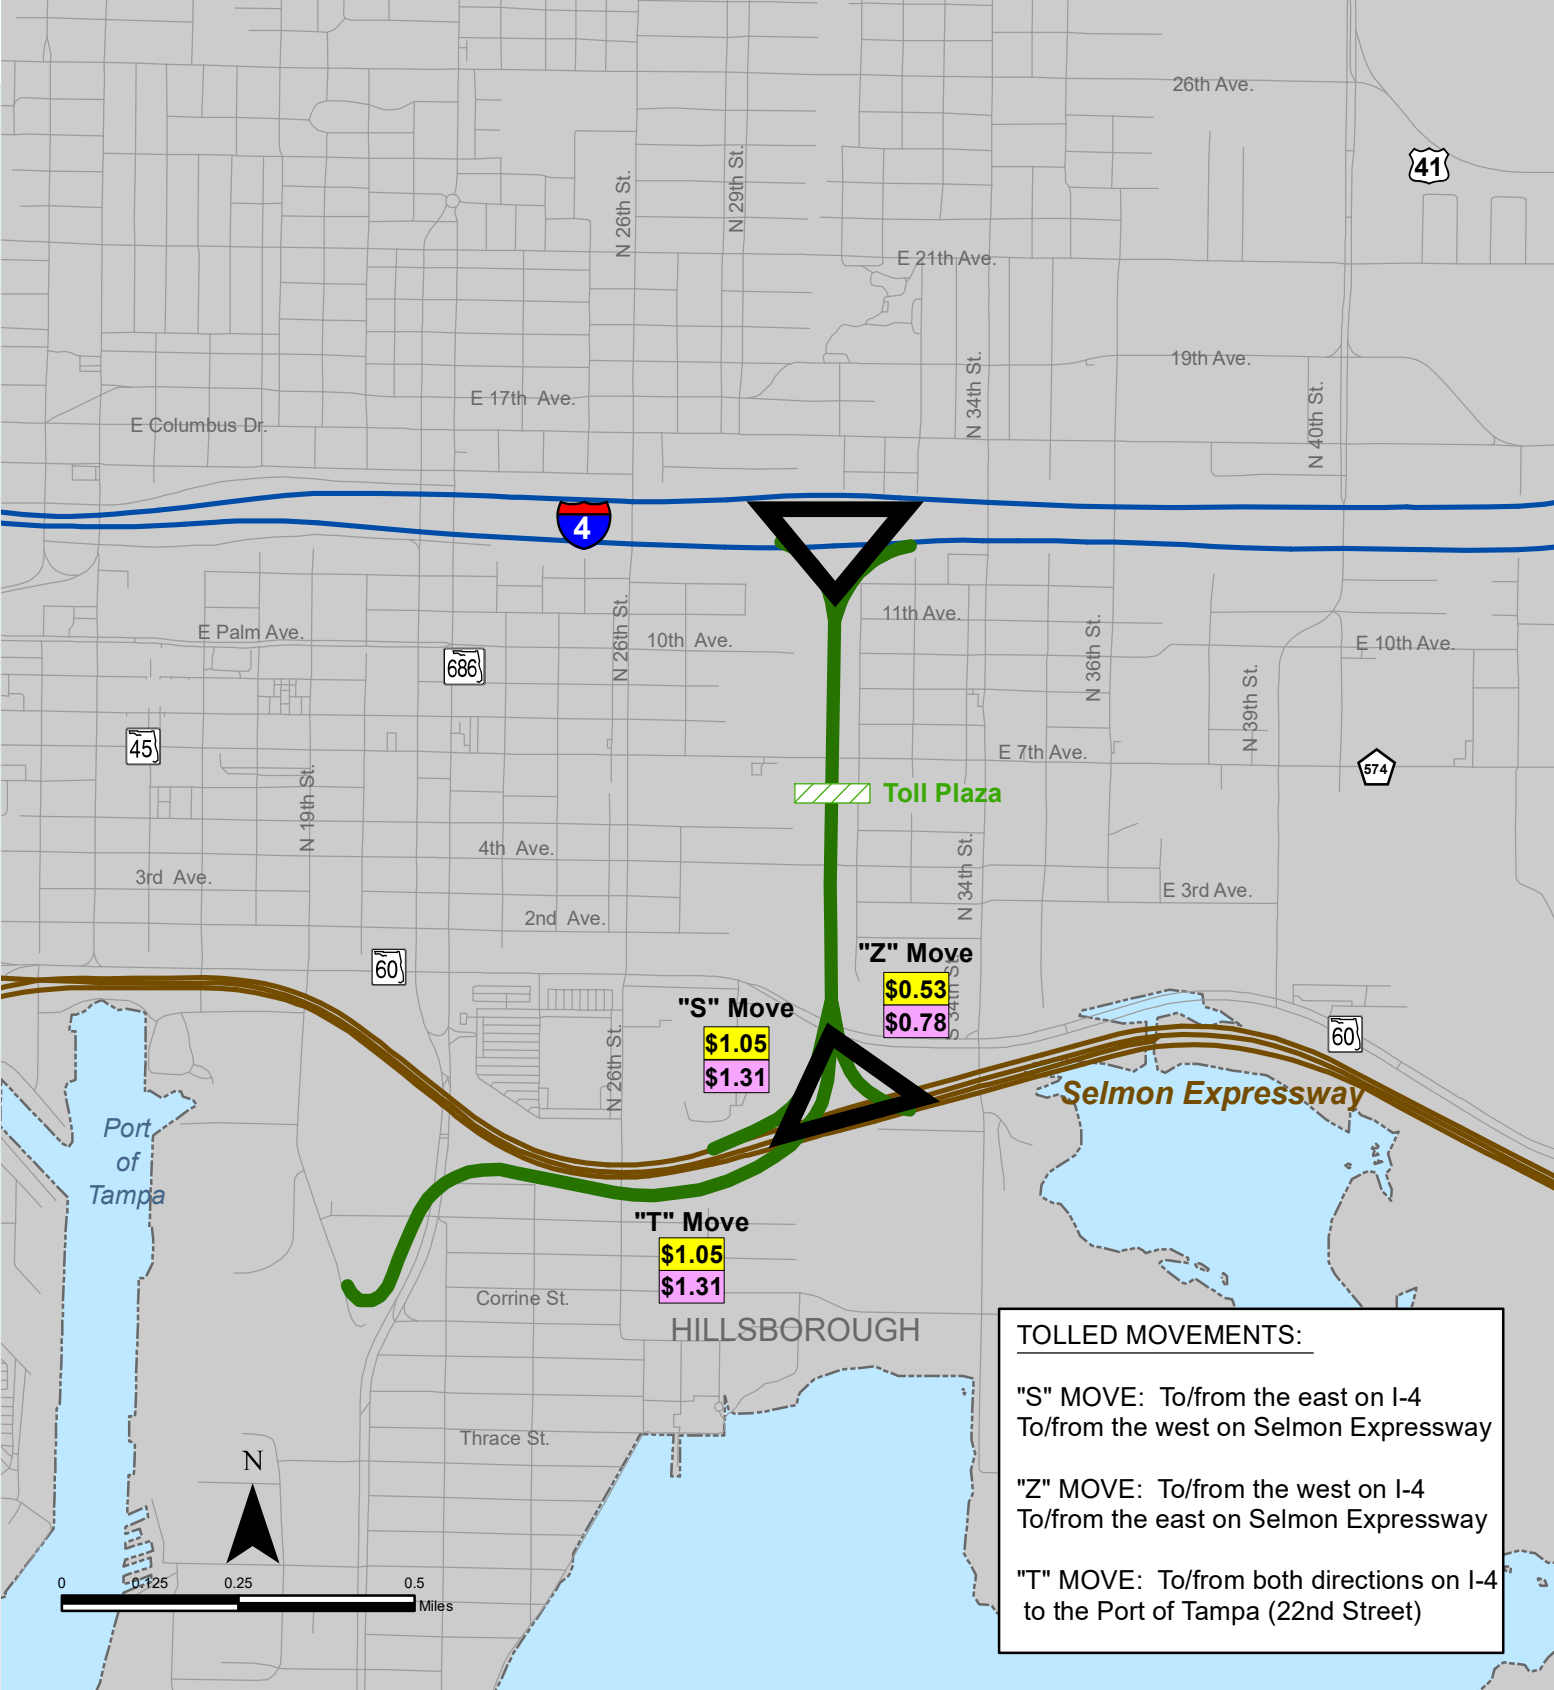 26th Ave.
41
N 26th St.
N 29th St.
E 21th Ave.
19th Ave.
N 34th St.
N 40th St.
E 17th Ave.
E Columbus Dr.
4
11th Ave.
E Palm Ave.
10th Ave.
E 10th Ave.
N 26th St.
N 36th St.
686
N 39th St.
45
E 7th Ave.
574
N 19th St.
Toll Plaza
4th Ave.
3rd Ave.
N 34th St.
E 3rd Ave.
2nd Ave.
60
"Z" Move
$0.53
$0.78
S 34th St.
"S" Move
$1.05
$1.31
N 26th St.
60
Selmon Expressway
Port
of
Tampa
"T" Move
$1.05
$1.31
Corrine St.
HILLSBOROUGH
Thrace St.
N
0 0.125 0.25 0.5
Miles
TOLLED MOVEMENTS:
"S" MOVE: To/from the east on I-4
To/from the west on Selmon Expressway
"Z" MOVE: To/from the west on I-4
To/from the east on Selmon Expressway
"T" MOVE: To/from both directions on I-4
to the Port of Tampa (22nd Street)